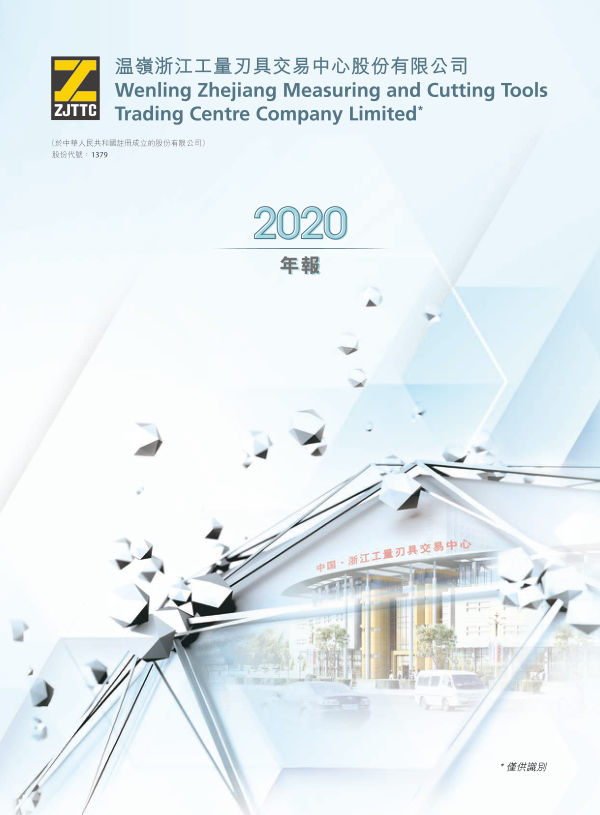 ZJTTC
温嶺浙江工量刃具交易中心股份有限公司
Wenling Zhejiang Measuring and Cutting Tools
Trading Centre Company Limited*
（於中華人民共和國註冊成立的股份有限公司）
股份代號：1379
2020
年報
中国·浙江工量刃具交易中心
* 僅供識別